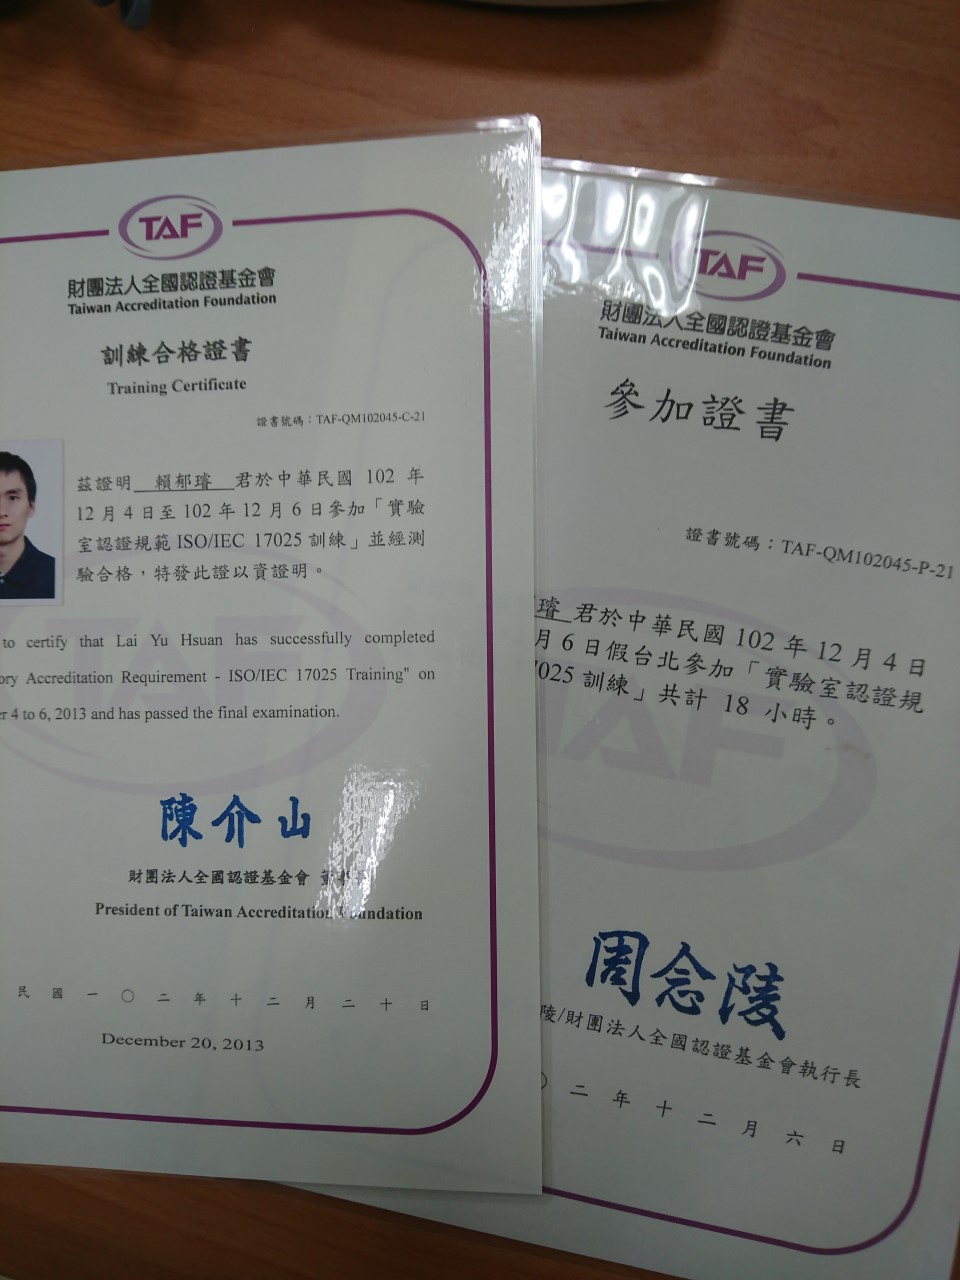 TAF
財團法人全國認證基金會
Taiwan Accreditation Foundation
訓練合格證書
Training Certificate
證書號碼：TAF-QM102045-C-21
茲證明 賴郁璿 君於中華民國 102 年
12 月 4 日至 102 年 12 月 6 日參加「實驗
室認證規範 ISO/IEC 17025 訓練」並經測
驗合格，特發此證以資證明。
to certify that Lai Yu Hsuan has successfully completed
Accreditation Requirement - ISO/IEC 17025 Training" on
4 to 6, 2013 and has passed the final examination.
陳介山
財團法人全國認證基金會
President of Taiwan Accreditation Foundation
民國一〇二年十二月二十日
December 20, 2013
TAF
財團法人全國認證基金會
Taiwan Accreditation Foundation
參加證書
證書號碼：TAF-QM102045-P-21
璿 君於中華民國 102 年 12 月 4 日
月 6 日假台北參加「實驗室認證規
17025 訓練」共計 18 小時。
周念陵
陵/財團法人全國認證基金會執行長
〇二年十二月六日